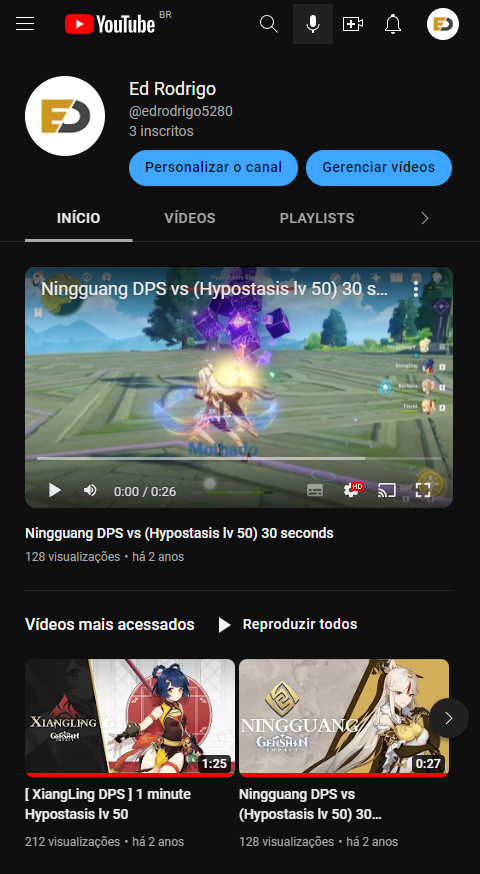 YouTube BR
ED
Ed Rodrigo
@edrodrigo5280
3 inscritos
Personalizar o canal
Gerenciar vídeos
INÍCIO
VÍDEOS
PLAYLISTS
Ningguang DPS vs (Hypostasis lv 50) 30 s...
Xiangling
Barbara
Fischl
Molhado
0:00 / 0:26
HD
Ningguang DPS vs (Hypostasis lv 50) 30 seconds
128 visualizações • há 2 anos
Vídeos mais acessados
Reproduzir todos
XIANGLING
GENSHIN
IMPACT
1:25
NINGGUANG
GENSHIN
IMPACT
0:27
[ XiangLing DPS ] 1 minute
Hypostasis lv 50
212 visualizações • há 2 anos
Ningguang DPS vs
(Hypostasis lv 50) 30...
128 visualizações • há 2 anos